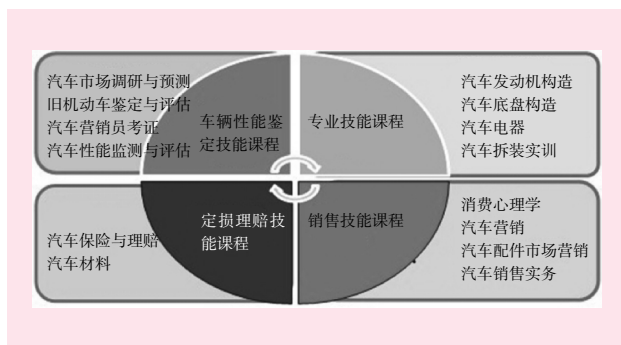 汽车市场调研与预测
旧机动车鉴定与评估
汽车营销员考证
汽车性能监测与评估
车辆性能鉴
定技能课程
专业技能课程
汽车发动机构造
汽车底盘构造
汽车电器
汽车拆装实训
汽车保险与理赔
汽车材料
定损理赔技
能课程
销售技能课程
消费心理学
汽车营销
汽车配件市场营销
汽车销售实务